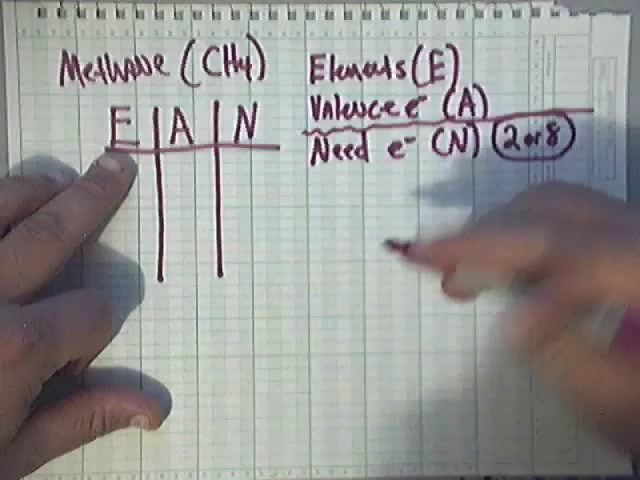 Methane (CH4)
E A N
Elements (E)
Valence e- (A)
Need e- (N) 2 or 8